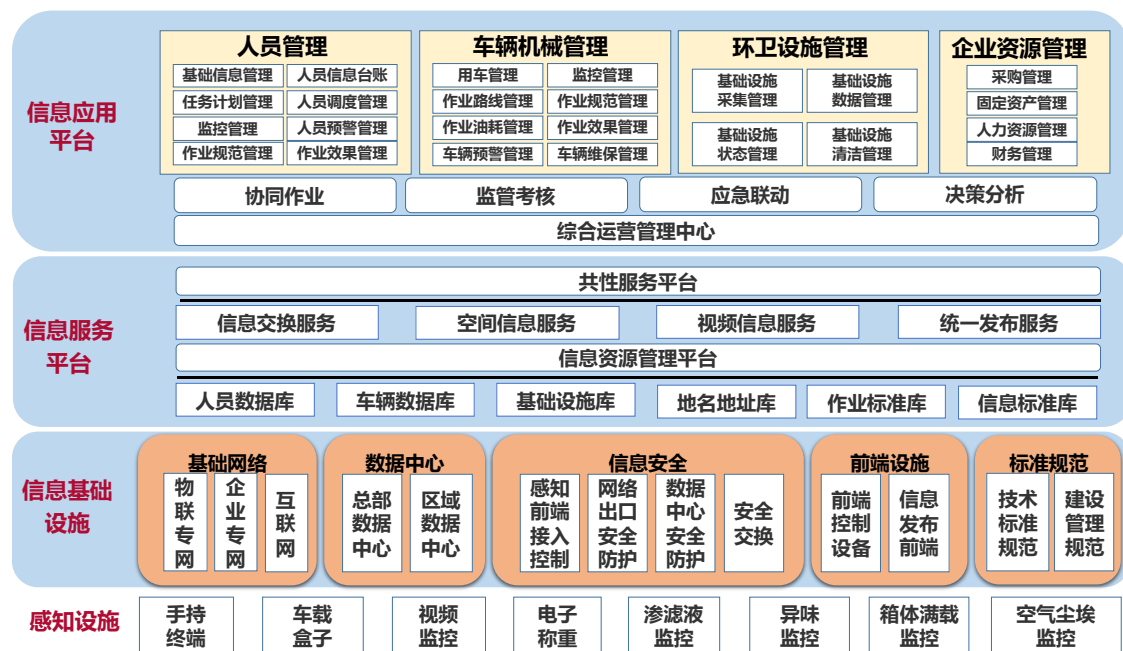 信息应用
平台
人员管理
基础信息管理
人员信息台账
任务计划管理
人员调度管理
监控管理
人员预警管理
作业规范管理
作业效果管理
车辆机械管理
用车管理
监控管理
作业路线管理
作业规范管理
作业油耗管理
作业效果管理
车辆预警管理
车辆维保管理
环卫设施管理
基础设施
采集管理
基础设施
数据管理
基础设施
状态管理
基础设施
清洁管理
企业资源管理
采购管理
固定资产管理
人力资源管理
财务管理
协同作业
监管考核
应急联动
决策分析
综合运营管理中心
信息服务
平台
共性服务平台
信息交换服务
空间信息服务
视频信息服务
统一发布服务
信息资源管理平台
人员数据库
车辆数据库
基础设施库
地名地址库
作业标准库
信息标准库
信息基础
设施
基础网络
物
联
专
网
企
业
专
网
互
联
网
数据中心
总部
数据
中心
区域
数据
中心
信息安全
感知
前端
接入
控制
网络
出口
安全
防护
数据
中心
安全
防护
安全
交换
前端设施
前端
控制
设备
信息
发布
前端
标准规范
技术
标准
规范
建设
管理
规范
感知设施
手持
终端
车载
盒子
视频
监控
电子
称重
渗滤液
监控
异味
监控
箱体满载
监控
空气尘埃
监控